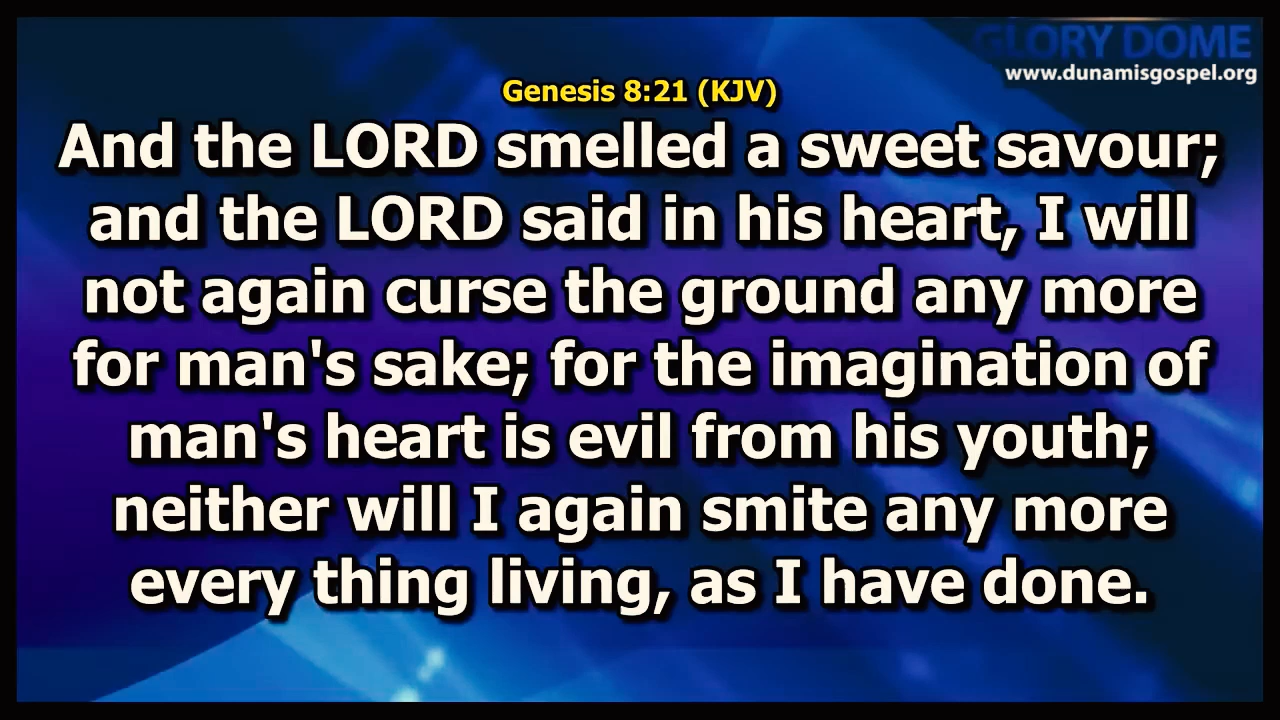 GLORY DOME
www.dunamisgospel.org
Genesis 8:21 (KJV)
And the LORD smelled a sweet savour;
and the LORD said in his heart, I will
not again curse the ground any more
for man's sake; for the imagination of
man's heart is evil from his youth;
neither will I again smite any more
every thing living, as I have done.